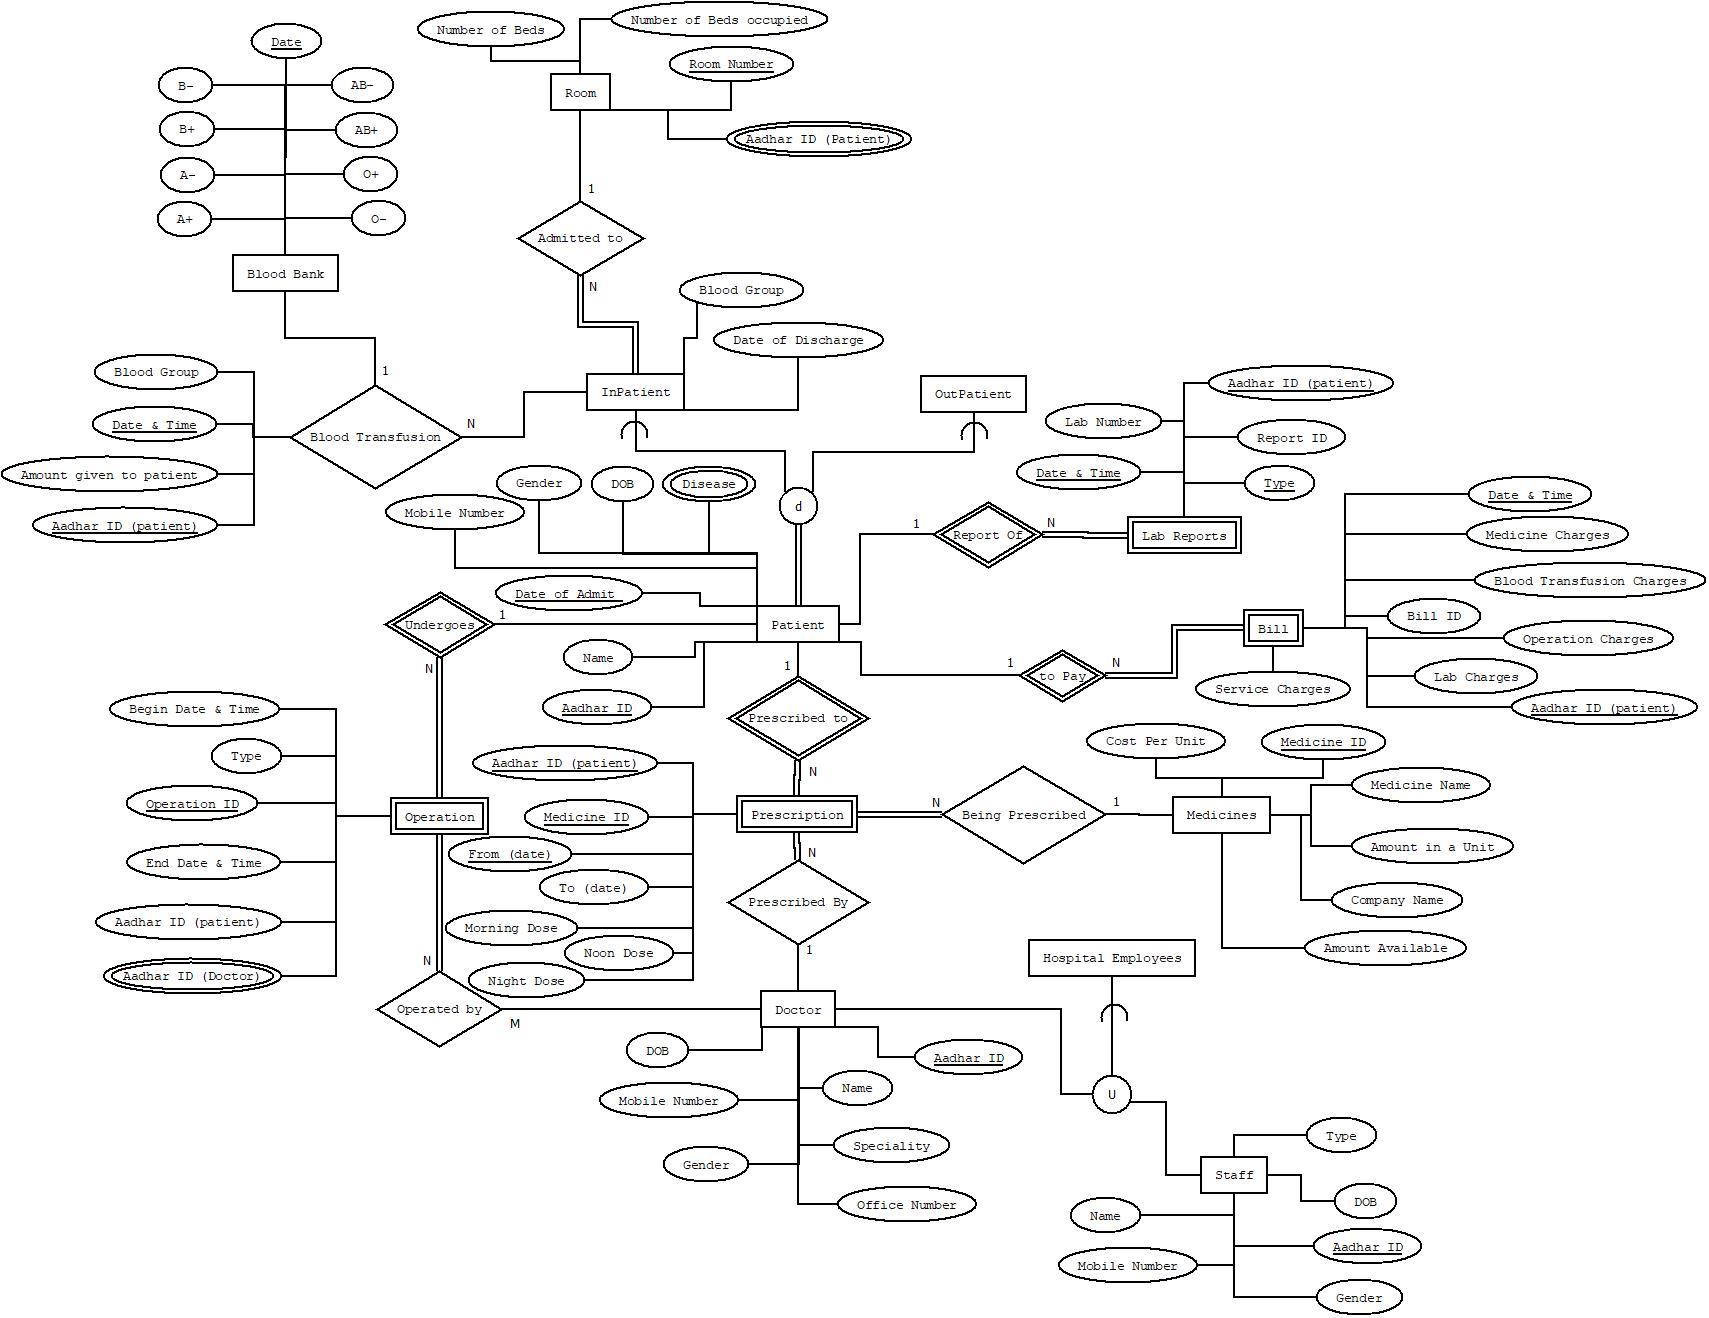 Number of Beds occupied
Number of Beds
Date
Room Number
B-
AB-
Room
B+
AB+
Aadhar ID (Patient)
A-
O+
1
A+
O-
Admitted to
Blood Bank
N
Blood Group
Date of Discharge
1
Blood Group
Aadhar ID (patient)
InPatient
OutPatient
Date & Time
N
Lab Number
Blood Transfusion
Report ID
Amount given to patient
Date & Time
Gender
DOB
Disease
Type
Date & Time
Mobile Number
d
Aadhar ID (patient)
1
N
Report Of
Lab Reports
Medicine Charges
Blood Transfusion Charges
Date of Admit
Undergoes
1
Patient
Bill ID
Bill
Operation Charges
Name
N
1
1
N
to Pay
Lab Charges
Service Charges
Aadhar ID
Aadhar ID (patient)
Begin Date & Time
Prescribed to
Cost Per Unit
Medicine ID
Type
Aadhar ID (patient)
N
Medicine Name
Operation ID
N
1
Operation
Medicine ID
Prescription
Being Prescribed
Medicines
Amount in a Unit
From (date)
N
End Date & Time
To (date)
Prescribed By
Company Name
Aadhar ID (patient)
Morning Dose
Noon Dose
1
Amount Available
N
Hospital Employees
Aadhar ID (Doctor)
Night Dose
Operated by
M
Doctor
DOB
Aadhar ID
Name
Mobile Number
U
Speciality
Type
Gender
Staff
Office Number
DOB
Name
Aadhar ID
Mobile Number
Gender